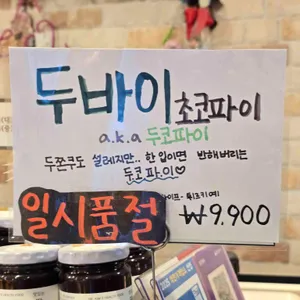 두바이 초코파이
a.k.a 두코파이
두쫀쿠도 설레지만.. 한 입이면 반해버리는
두코파이♡
일시품절
₩9.900